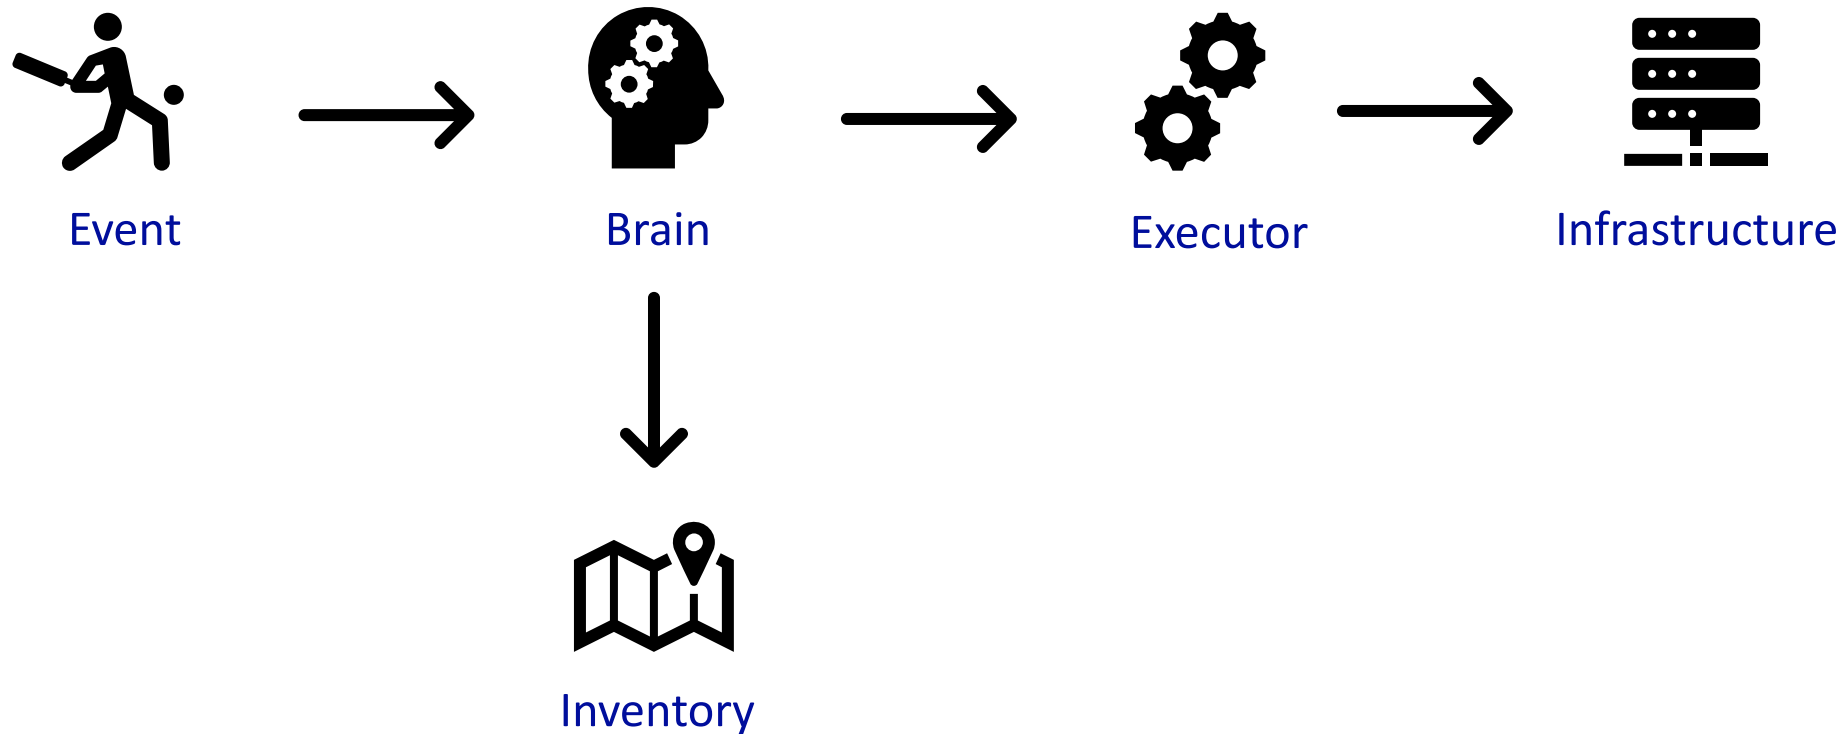 Event
Brain
Executor
Infrastructure
Inventory